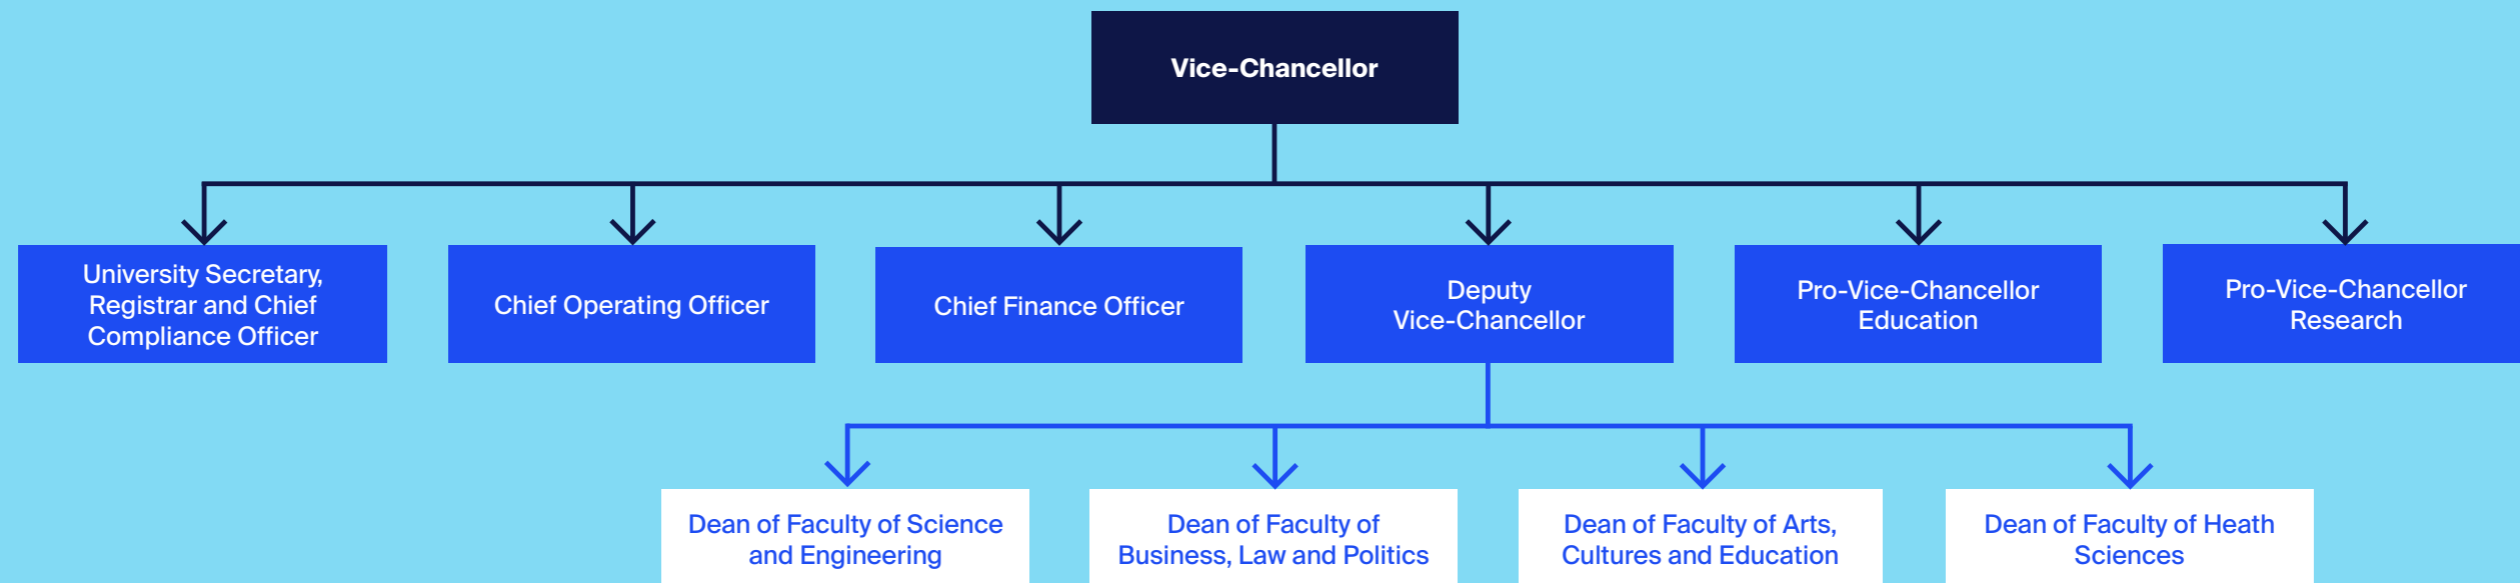 Vice-Chancellor
University Secretary,
Registrar and Chief
Compliance Officer
Chief Operating Officer
Chief Finance Officer
Deputy
Vice-Chancellor
Pro-Vice-Chancellor
Education
Pro-Vice-Chancellor
Research
Dean of Faculty of Science
and Engineering
Dean of Faculty of
Business, Law and Politics
Dean of Faculty of Arts,
Cultures and Education
Dean of Faculty of Heath
Sciences